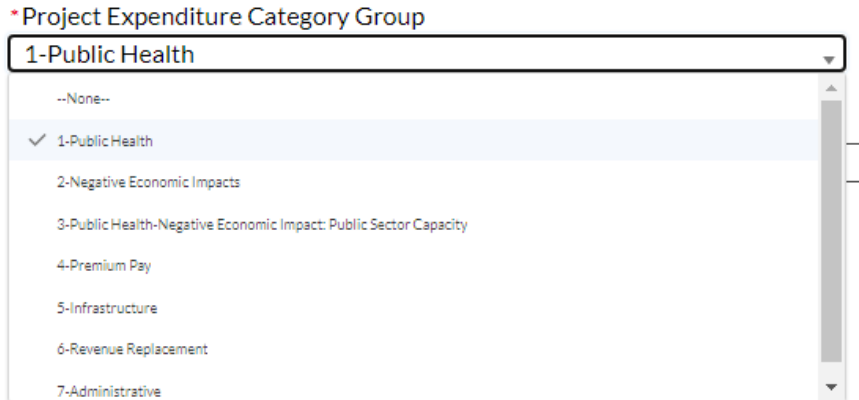 *Project Expenditure Category Group
1-Public Health
--None--
1-Public Health
2-Negative Economic Impacts
3-Public Health-Negative Economic Impact: Public Sector Capacity
4-Premium Pay
5-Infrastructure
6-Revenue Replacement
7-Administrative